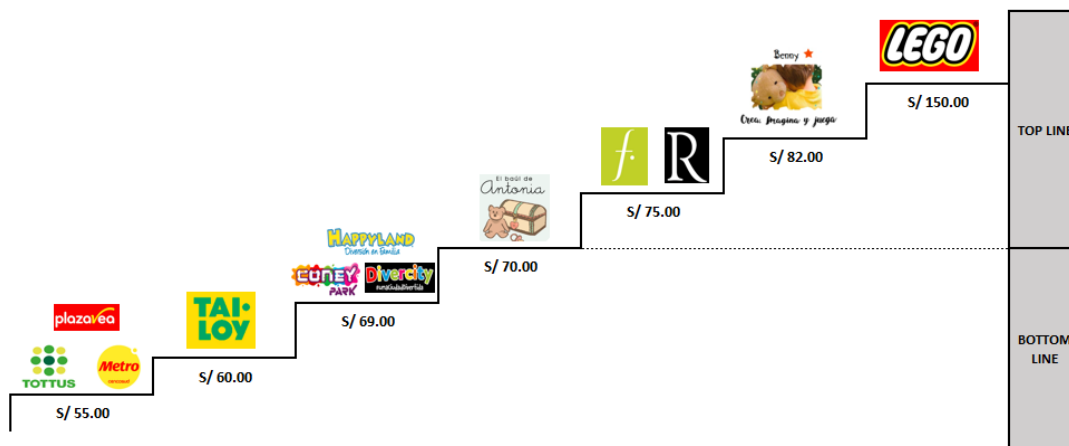 LEGO
S/ 150.00
TOP LINE
Benny
Crea, Imagina y juega
S/ 82.00
f.
R
S/ 75.00
El baúl de
Antonia
S/ 70.00
HAPPYLAND
Diversión en Familia
CONEY
PARK
Divercity
S/ 69.00
TAI·
LOY
S/ 60.00
plazavea
TOTTUS
Metro
cencosud
S/ 55.00
BOTTOM
LINE